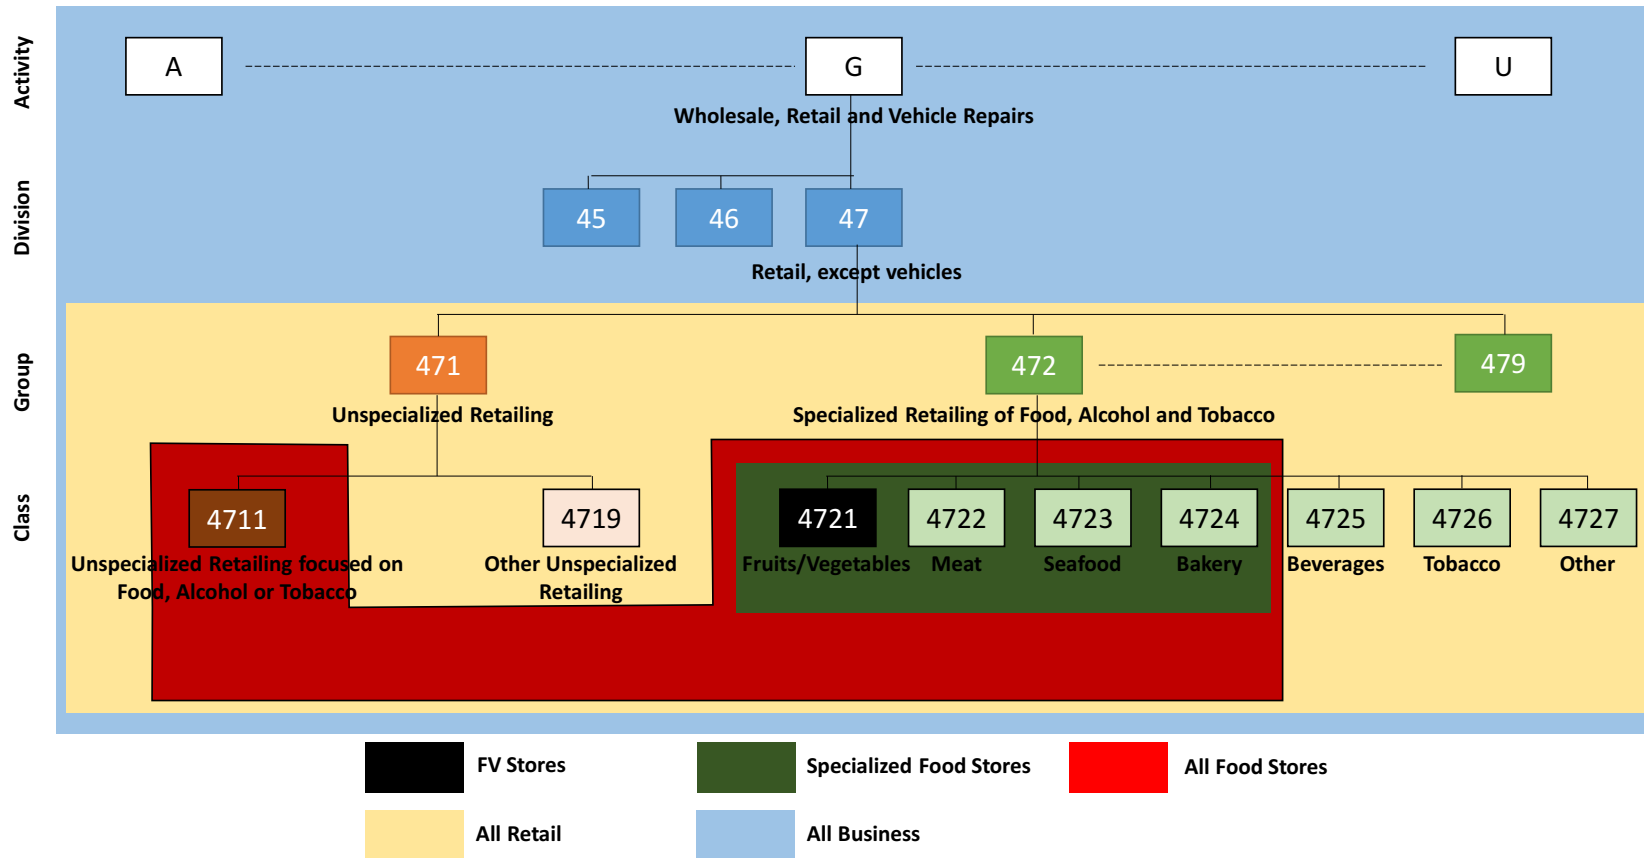 Activity
A
G
U
Wholesale, Retail and Vehicle Repairs
Division
45
46
47
Retail, except vehicles
Group
471
472
479
Unspecialized Retailing
Specialized Retailing of Food, Alcohol and Tobacco
Class
4711
4719
4721
4722
4723
4724
4725
4726
4727
Unspecialized Retailing focused on
Food, Alcohol or Tobacco
Other Unspecialized
Retailing
Fruits/Vegetables
Meat
Seafood
Bakery
Beverages
Tobacco
Other
FV Stores
Specialized Food Stores
All Food Stores
All Retail
All Business